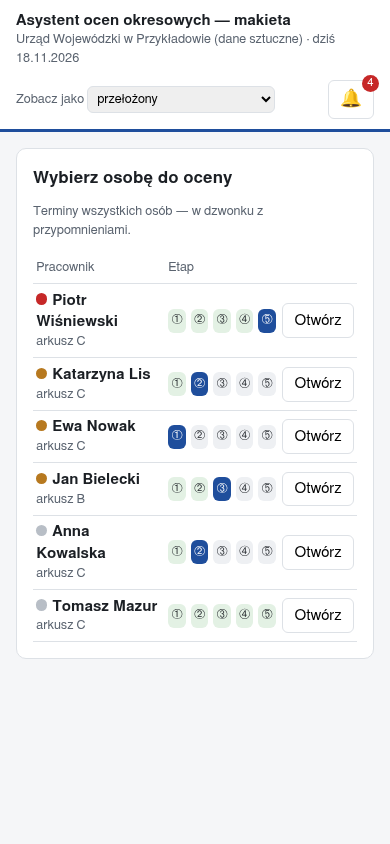 Asystent ocen okresowych — makieta
Urząd Wojewódzki w Przykładowie (dane sztuczne) · dziś
18.11.2026
Zobacz jako przełożony
4
Wybierz osobę do oceny
Terminy wszystkich osób — w dzwonku z
przypomnieniami.
Pracownik Etap
Piotr
Wiśniewski
arkusz C
① ② ③ ④ ⑤ Otwórz
Katarzyna Lis
arkusz C
① ② ③ ④ ⑤ Otwórz
Ewa Nowak
arkusz C
① ② ③ ④ ⑤ Otwórz
Jan Bielecki
arkusz B
① ② ③ ④ ⑤ Otwórz
Anna
Kowalska
arkusz C
① ② ③ ④ ⑤ Otwórz
Tomasz Mazur
arkusz C
① ② ③ ④ ⑤ Otwórz